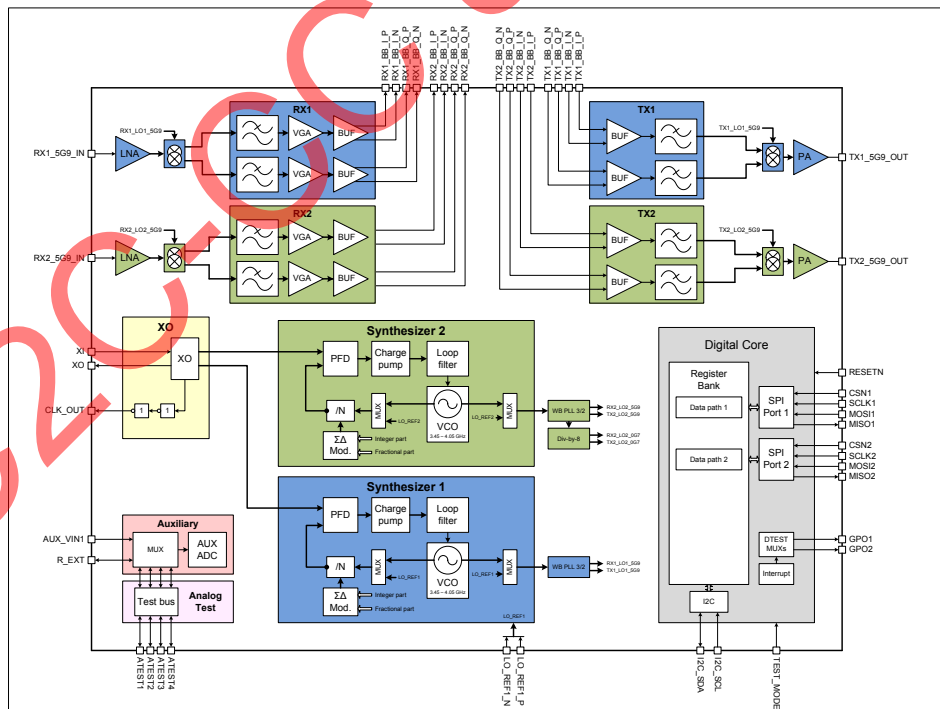 RX1_BB_I_P
RX1_BB_I_N
RX1_BB_Q_P
RX1_BB_Q_N
RX2_BB_I_P
RX2_BB_I_N
RX2_BB_Q_P
RX2_BB_Q_N
TX2_BB_Q_N
TX2_BB_Q_P
TX2_BB_I_N
TX2_BB_I_P
TX1_BB_Q_N
TX1_BB_Q_P
TX1_BB_I_N
TX1_BB_I_P
RX1
RX1_LO1_5G9
RX1_5G9_IN
LNA
VGA
BUF
VGA
BUF
TX1
BUF
BUF
TX1_LO1_5G9
PA
TX1_5G9_OUT
RX2
RX2_LO2_5G9
RX2_5G9_IN
LNA
VGA
BUF
VGA
BUF
TX2
BUF
BUF
TX2_LO2_5G9
PA
TX2_5G9_OUT
XO
XI
XO
XO
CLK_OUT
1
1
Synthesizer 2
PFD
Charge pump
Loop filter
/N
MUX
LO_REF2
VCO
3.45 – 4.05 GHz
LO_REF2
MUX
ΣΔ Mod.
Integer part
Fractional part
WB PLL 3/2
RX2_LO2_5G9
TX2_LO2_5G9
Div-by-8
RX2_LO2_0G7
TX2_LO2_0G7
Synthesizer 1
PFD
Charge pump
Loop filter
/N
MUX
LO_REF1
VCO
3.45 – 4.05 GHz
LO_REF1
MUX
ΣΔ Mod.
Integer part
Fractional part
WB PLL 3/2
RX1_LO1_5G9
TX1_LO1_5G9
LO_REF1
LO_REF1_N
LO_REF1_P
Auxiliary
AUX_VIN1
R_EXT
MUX
AUX ADC
Test bus
Analog Test
ATEST1
ATEST2
ATEST3
ATEST4
Digital Core
Register Bank
Data path 1
Data path 2
SPI Port 1
SPI Port 2
DTEST MUXs
Interrupt
I2C
RESETN
CSN1
SCLK1
MOSI1
MISO1
CSN2
SCLK2
MOSI2
MISO2
GPO1
GPO2
I2C_SDA
I2C_SCL
TEST_MODE